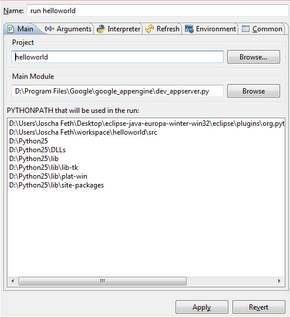 Name: run helloworld
Main Arguments Interpreter Refresh Environment Common
Project
helloworld Browse...
Main Module
D:\Program Files\Google\google_appengine\dev_appserver.py Browse
PYTHONPATH that will be used in the run:
D:\Users\Joscha Feth\Desktop\eclipse-java-europa-winter-win32\eclipse\plugins\org.pyt
D:\Users\Joscha Feth\workspace\helloworld\src
D:\Python25
D:\Python25\DLLs
D:\Python25\lib
D:\Python25\lib\lib-tk
D:\Python25\lib\plat-win
D:\Python25\lib\site-packages
Apply Revert